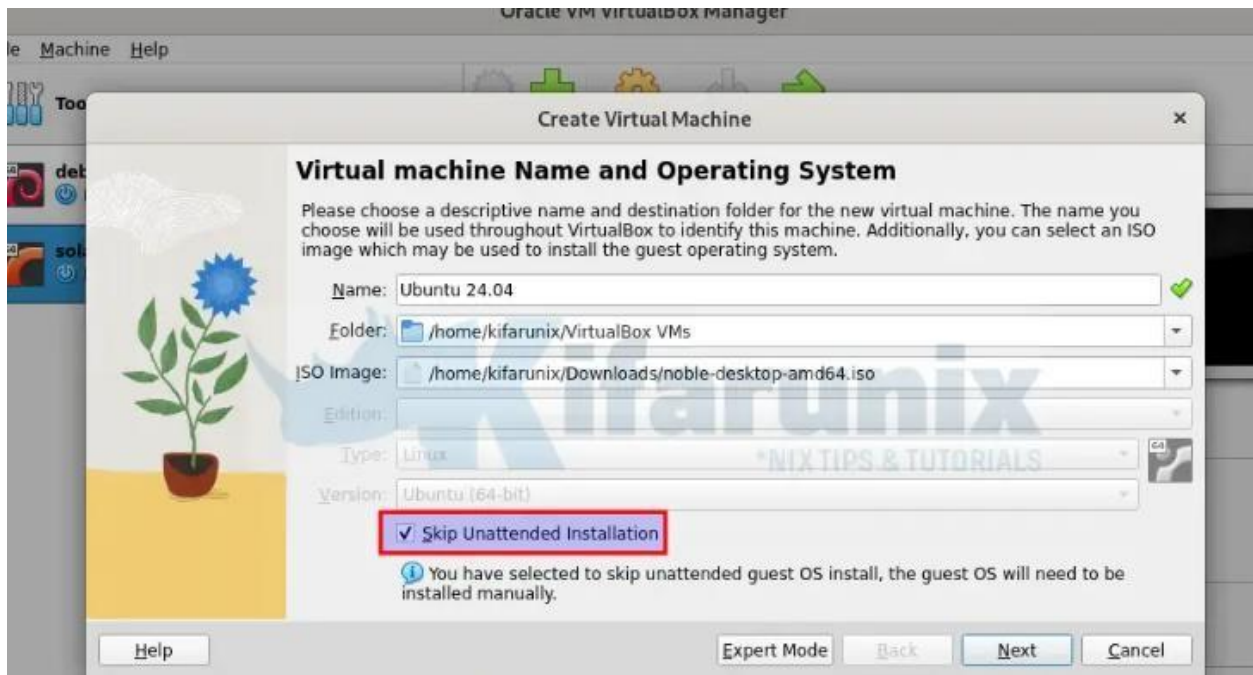 Oracle VM VirtualBox Manager
Machine Help
Create Virtual Machine
Virtual machine Name and Operating System
Please choose a descriptive name and destination folder for the new virtual machine. The name you
choose will be used throughout VirtualBox to identify this machine. Additionally, you can select an ISO
image which may be used to install the guest operating system.
Name: Ubuntu 24.04
Folder: /home/kifarunix/VirtualBox VMs
ISO Image: /home/kifarunix/Downloads/noble-desktop-amd64.iso
Edition:
Type: Linux
Version: Ubuntu (64-bit)
Kifarunix
*NIX TIPS & TUTORIALS
64
Skip Unattended Installation
You have selected to skip unattended guest OS install, the guest OS will need to be
installed manually.
Help Expert Mode Back Next Cancel